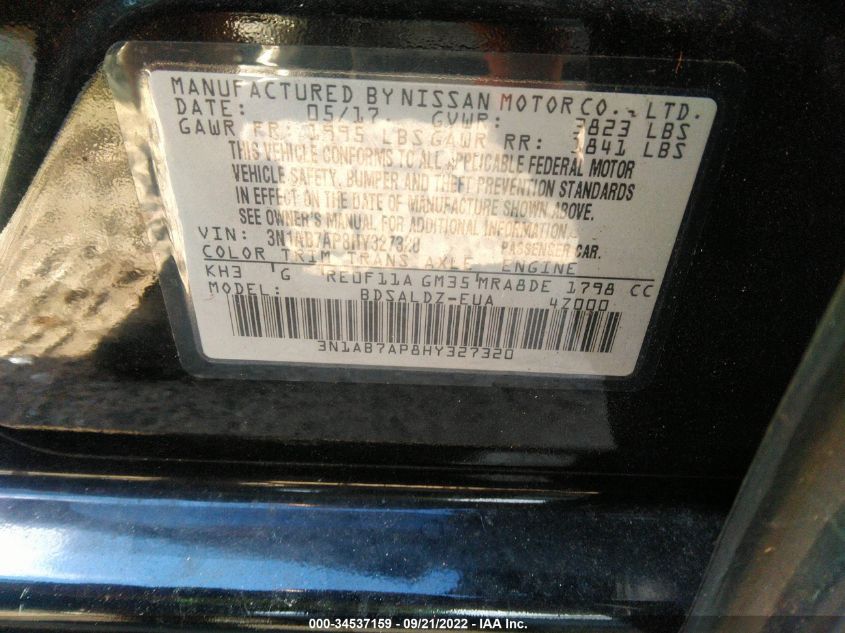 MANUFACTURED BY NISSAN MOTOR CO., LTD.
DATE: 05/17 GVWR: 3823 LBS
GAWR FR: 1995 LBS GAWR RR: 1841 LBS
THIS VEHICLE CONFORMS TO ALL APPLICABLE FEDERAL MOTOR
VEHICLE SAFETY, BUMPER AND THEFT PREVENTION STANDARDS
IN EFFECT ON THE DATE OF MANUFACTURE SHOWN ABOVE.
SEE OWNER'S MANUAL FOR ADDITIONAL INFORMATION.
VIN: 3N1AB7AP8HY327320 PASSENGER CAR.
COLOR TRIM TRANS AXLE ENGINE
KH3 G RE0F11A GM35 MRA8DE 1798 CC
MODEL: BDSALDZ-EUA 4Z000
3N1AB7AP8HY327320
000-34537159 - 09/21/2022 - IAA Inc.